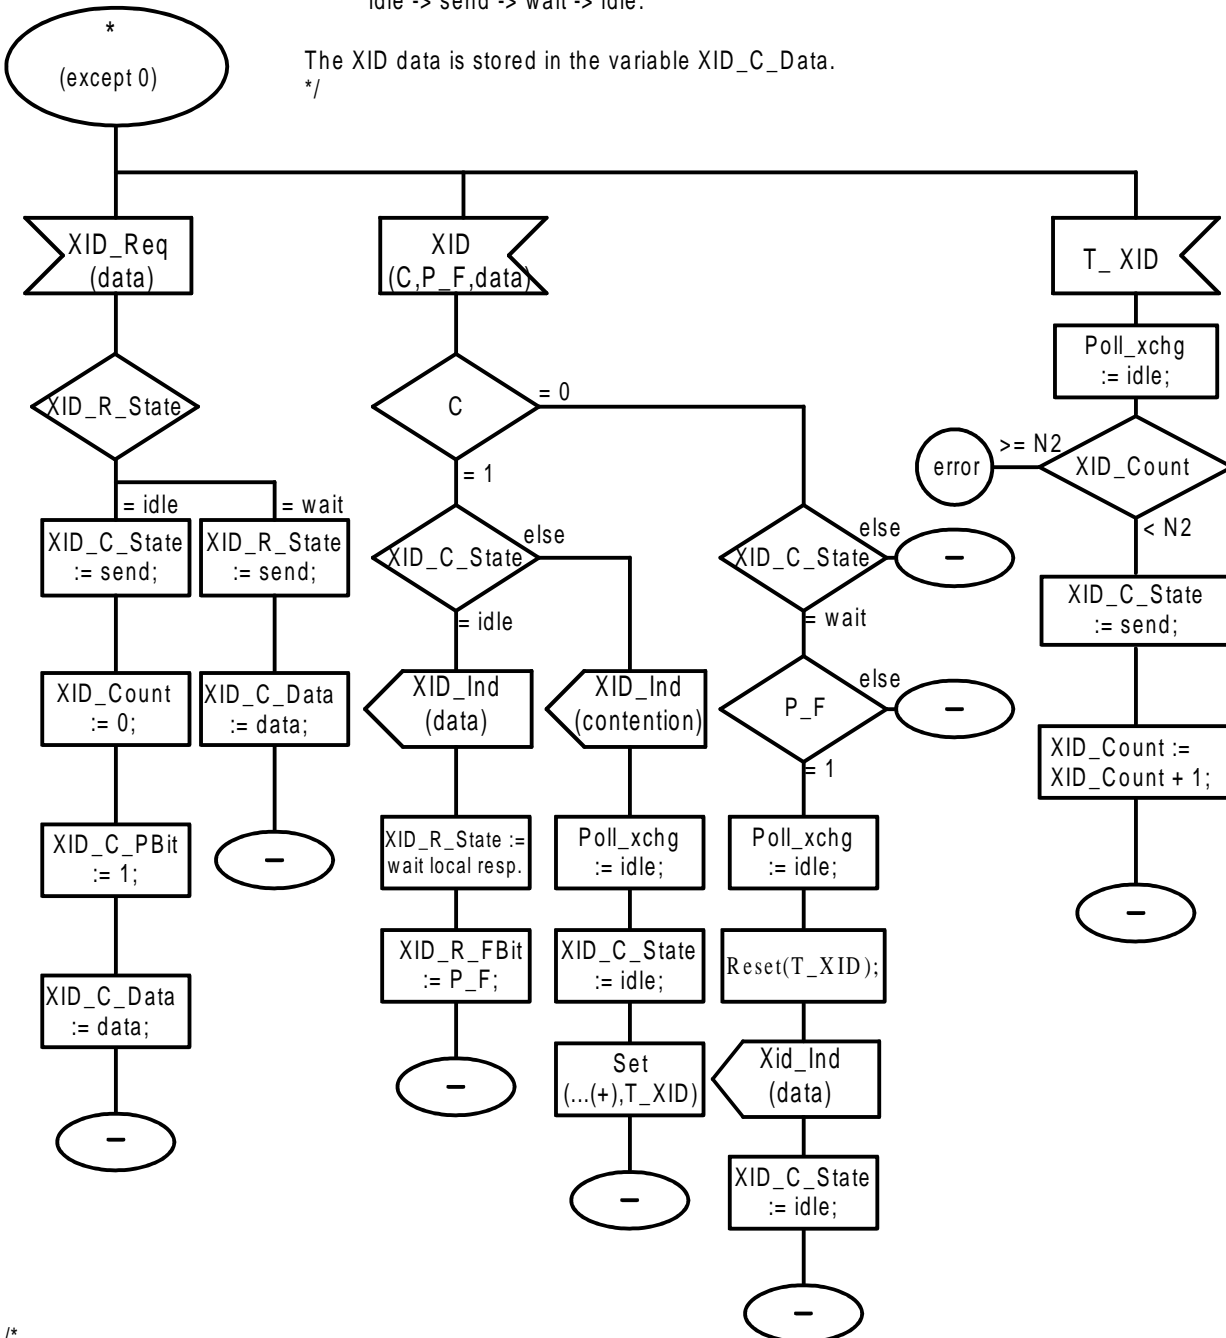 idle -> send -> wait -> idle.
The XID data is stored in the variable XID_C_Data.
*/
*
(except 0)
XID_Req
(data)
XID_R_State
= idle
XID_C_State
:= send;
XID_Count
:= 0;
XID_C_PBit
:= 1;
XID_C_Data
:= data;
–
= wait
XID_R_State
:= send;
XID_C_Data
:= data;
–
XID
(C,P_F,data)
C
= 1
XID_C_State
= idle
XID_Ind
(data)
XID_R_State :=
wait local resp.
XID_R_FBit
:= P_F;
–
else
XID_Ind
(contention)
Poll_xchg
:= idle;
XID_C_State
:= idle;
Set
(...(+),T_XID)
–
= 0
XID_C_State
else
–
= wait
P_F
else
–
= 1
Poll_xchg
:= idle;
Reset(T_XID);
Xid_Ind
(data)
XID_C_State
:= idle;
–
T_ XID
Poll_xchg
:= idle;
XID_Count
>= N2
error
< N2
XID_C_State
:= send;
XID_Count :=
XID_Count + 1;
–
/*